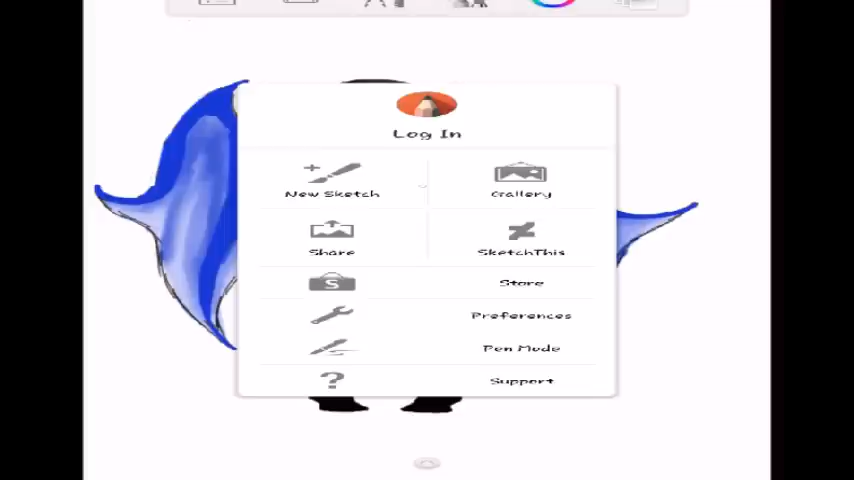 Log In
New Sketch
Gallery
Share
SketchThis
S
Store
Preferences
Pen Mode
?
Support